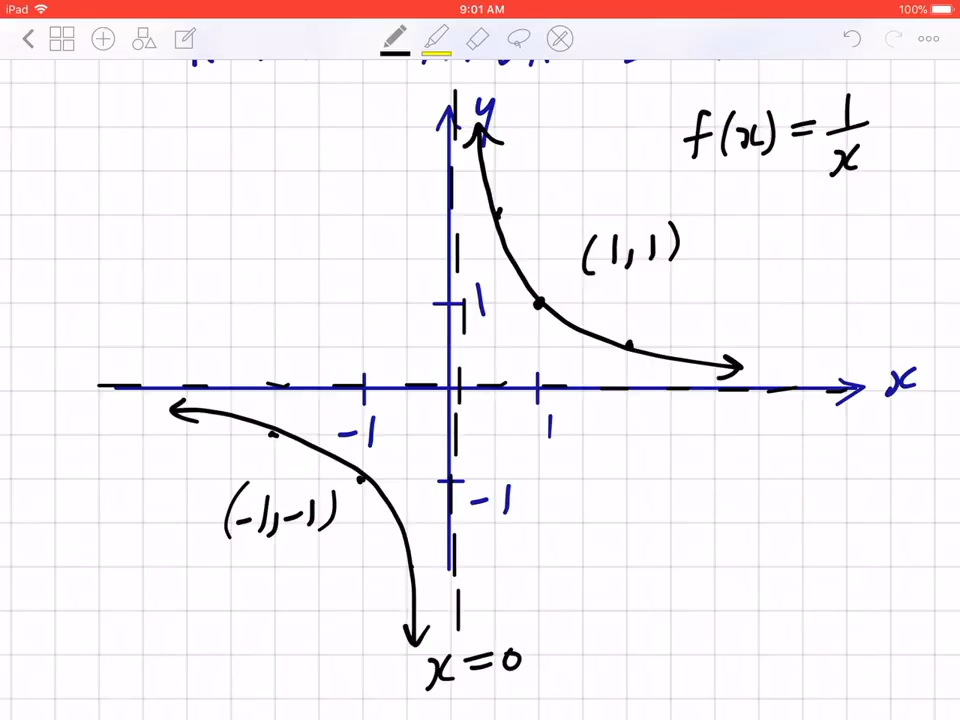 iPad 9:01 AM 100%
y
f(x) = 1/x
(1, 1)
1
x
-1 1
(-1, -1)
-1
x = 0